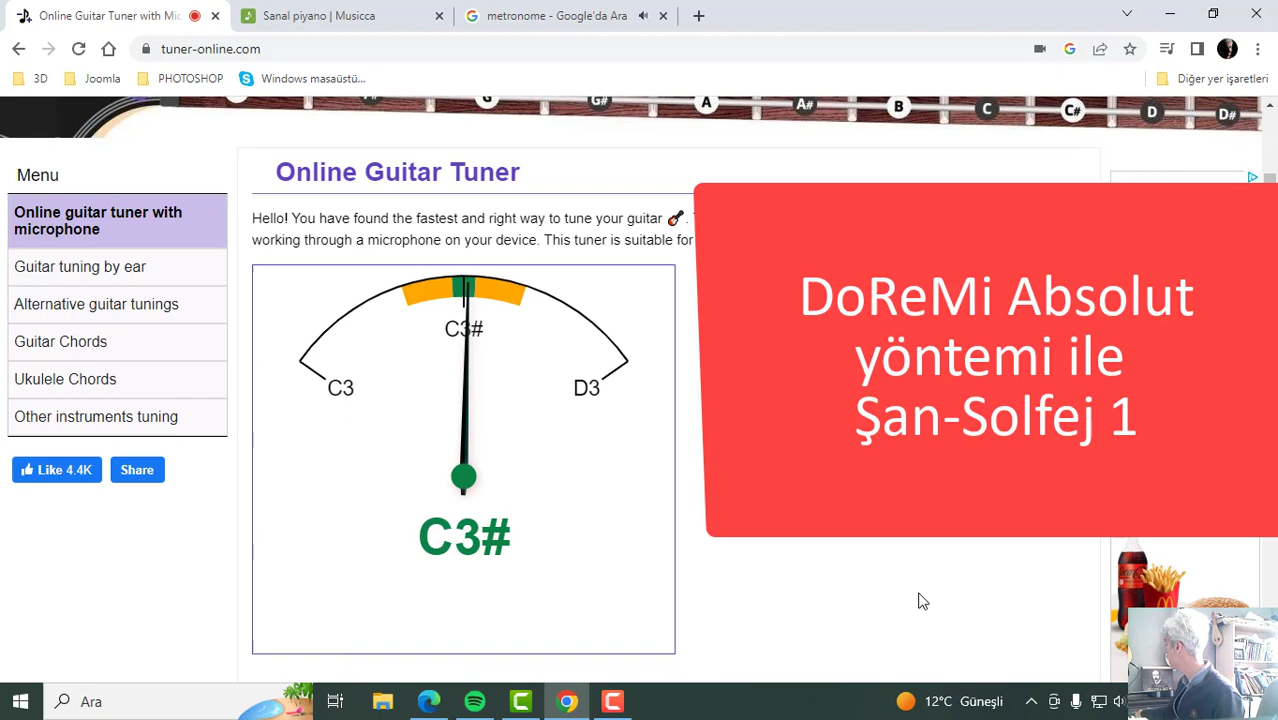 Online Guitar Tuner with Mic
Sanal piyano | Musicca
metronome - Google'da Ara
tuner-online.com
3D
Joomla
PHOTOSHOP
Windows masaüstü...
Diğer yer işaretleri
G
G#
A
A#
B
C
C#
D
D#
Menu
Online guitar tuner with
microphone
Guitar tuning by ear
Alternative guitar tunings
Guitar Chords
Ukulele Chords
Other instruments tuning
Like 4.4K
Share
Online Guitar Tuner
Hello! You have found the fastest and right way to tune your guitar
working through a microphone on your device. This tuner is suitable for
C3#
C3
D3
C3#
DoReMi Absolut
yöntemi ile
Şan-Solfej 1
Ara
12°C Güneşli